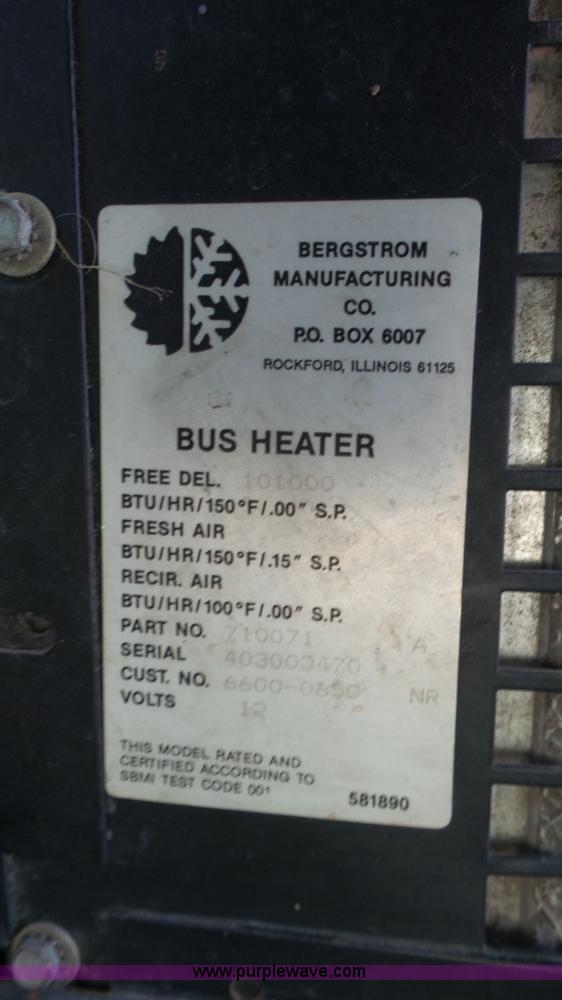 BERGSTROM
MANUFACTURING
CO.
P.O. BOX 6007
ROCKFORD, ILLINOIS 61125
BUS HEATER
FREE DEL. 101000
BTU/HR/150°F/.00" S.P.
FRESH AIR
BTU/HR/150°F/.15" S.P.
RECIR. AIR
BTU/HR/100°F/.00" S.P.
PART NO. 710071 A
SERIAL 403003470
CUST. NO. NR
VOLTS 12
THIS MODEL RATED AND
CERTIFIED ACCORDING TO
SBMI TEST CODE 001
581890
www.purplewave.com